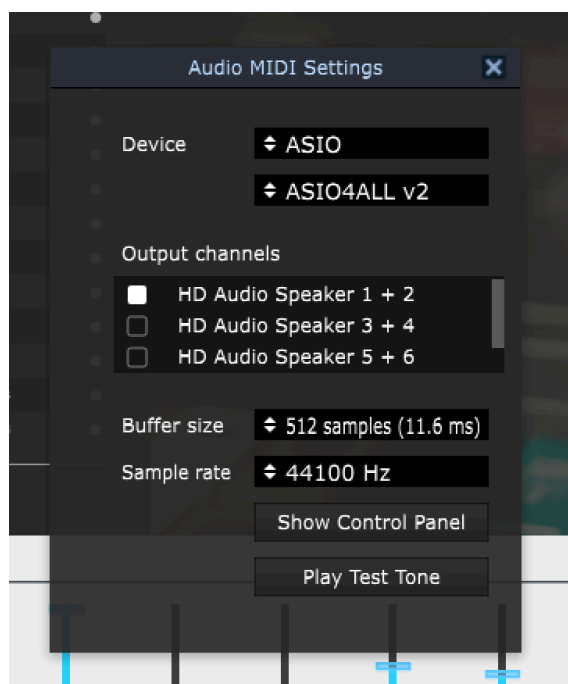 Audio MIDI Settings
Device
ASIO
ASIO4ALL v2
Output channels
HD Audio Speaker 1 + 2
HD Audio Speaker 3 + 4
HD Audio Speaker 5 + 6
Buffer size
512 samples (11.6 ms)
Sample rate
44100 Hz
Show Control Panel
Play Test Tone